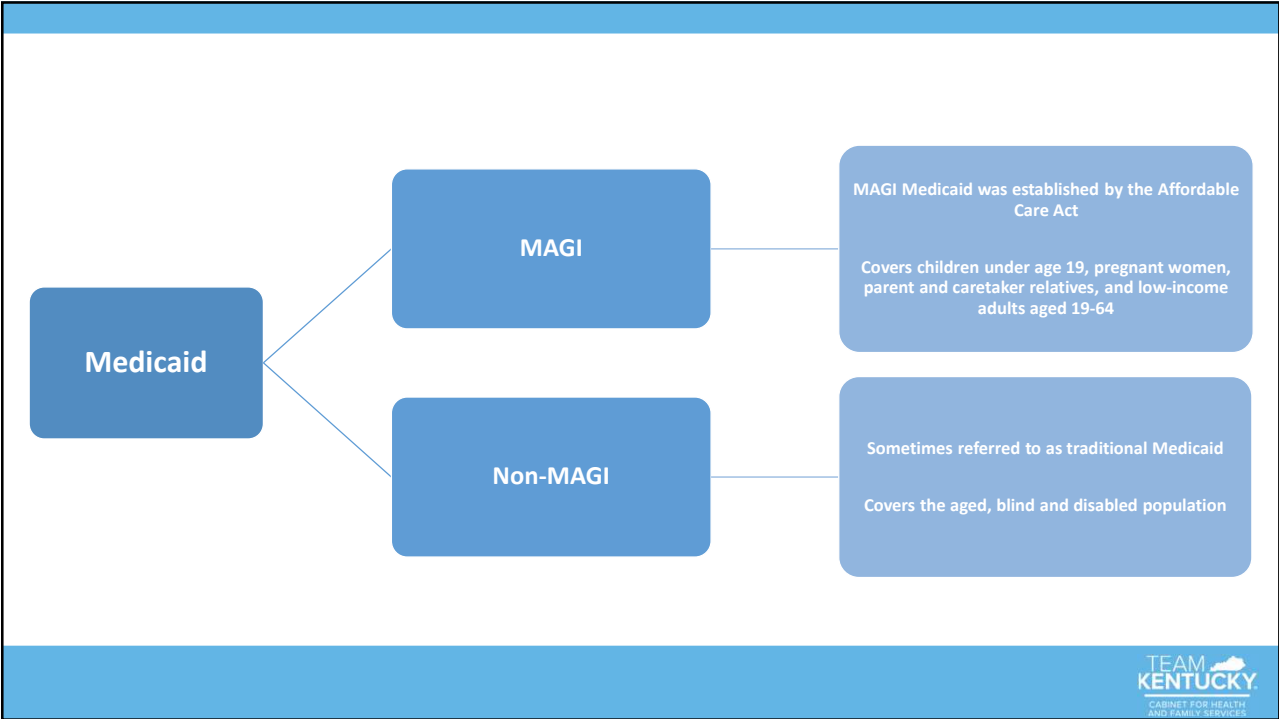 Medicaid
MAGI
MAGI Medicaid was established by the Affordable
Care Act
Covers children under age 19, pregnant women,
parent and caretaker relatives, and low-income
adults aged 19-64
Non-MAGI
Sometimes referred to as traditional Medicaid
Covers the aged, blind and disabled population
TEAM
KENTUCKY
CABINET FOR HEALTH
AND FAMILY SERVICES